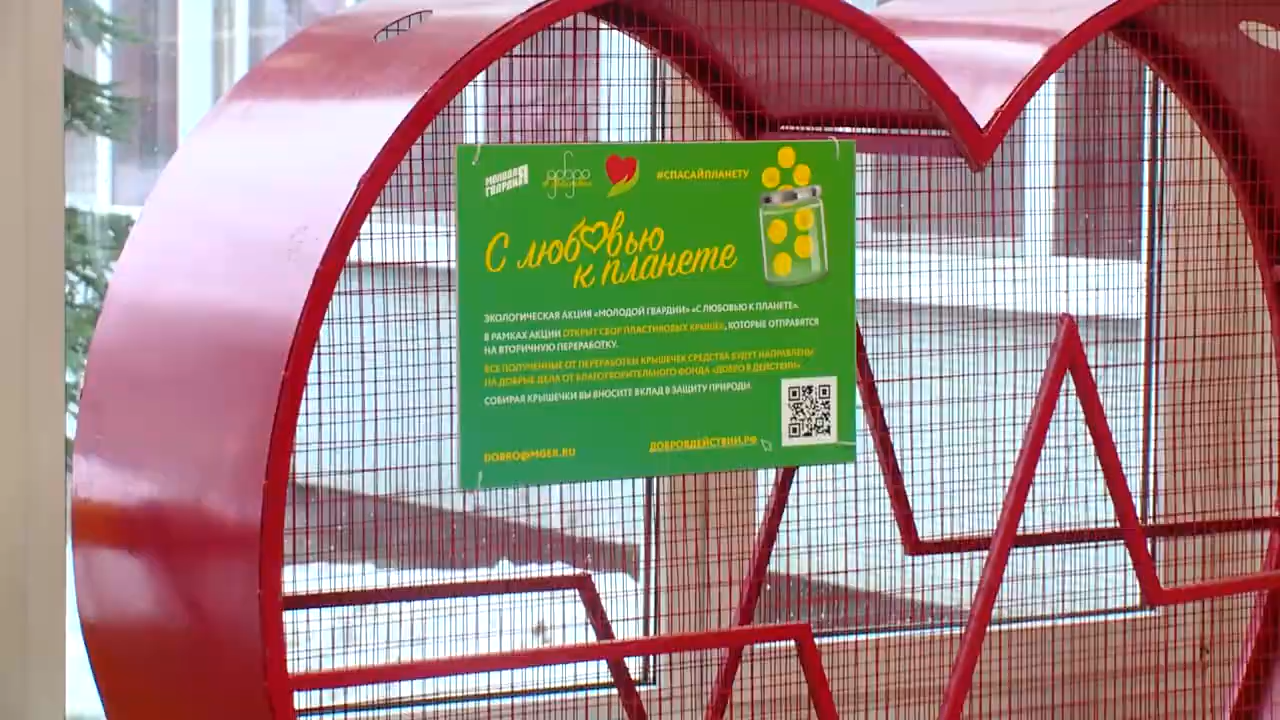 МОЛОДАЯ
ГВАРДИЯ
добро
#СПАСАЙПЛАНЕТУ
С любовью
к планете
ЭКОЛОГИЧЕСКАЯ АКЦИЯ «МОЛОДОЙ ГВАРДИИ» «С ЛЮБОВЬЮ К ПЛАНЕТЕ».
В РАМКАХ АКЦИИ ОТКРЫТ СБОР ПЛАСТИКОВЫХ КРЫШЕК, КОТОРЫЕ ОТПРАВЯТСЯ
НА ВТОРИЧНУЮ ПЕРЕРАБОТКУ.
ВСЕ ПОЛУЧЕННЫЕ ОТ ПЕРЕРАБОТКИ КРЫШЕЧЕК СРЕДСТВА БУДУТ НАПРАВЛЕНЫ
НА ДОБРЫЕ ДЕЛА ОТ БЛАГОТВОРИТЕЛЬНОГО ФОНДА «ДОБРО В ДЕЙСТВИИ».
СОБИРАЯ КРЫШЕЧКИ ВЫ ВНОСИТЕ ВКЛАД В ЗАЩИТУ ПРИРОДЫ.
DOBRO@MGER.RU
ДОБРОВДЕЙСТВИИ.РФ